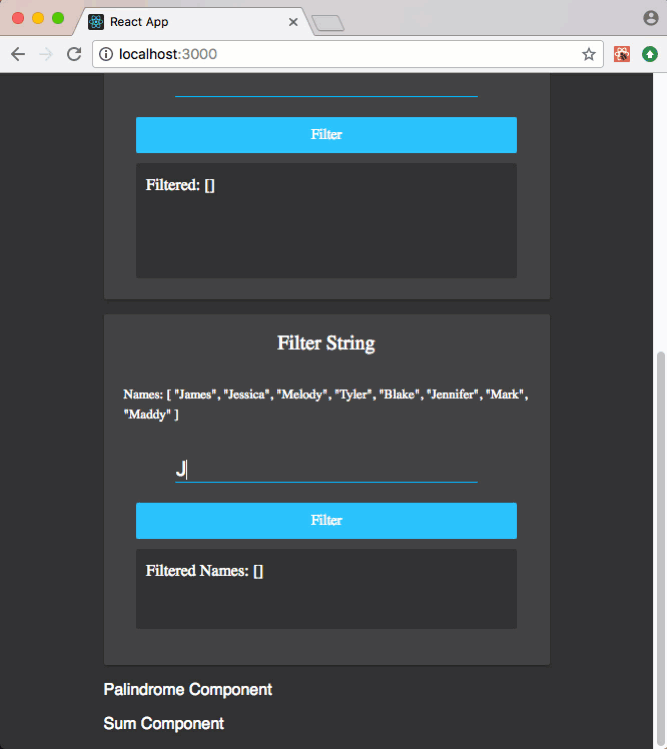 React App
localhost:3000
Filter
Filtered: []
Filter String
Names: [ "James", "Jessica", "Melody", "Tyler", "Blake", "Jennifer", "Mark",
"Maddy" ]
J
Filter
Filtered Names: []
Palindrome Component
Sum Component